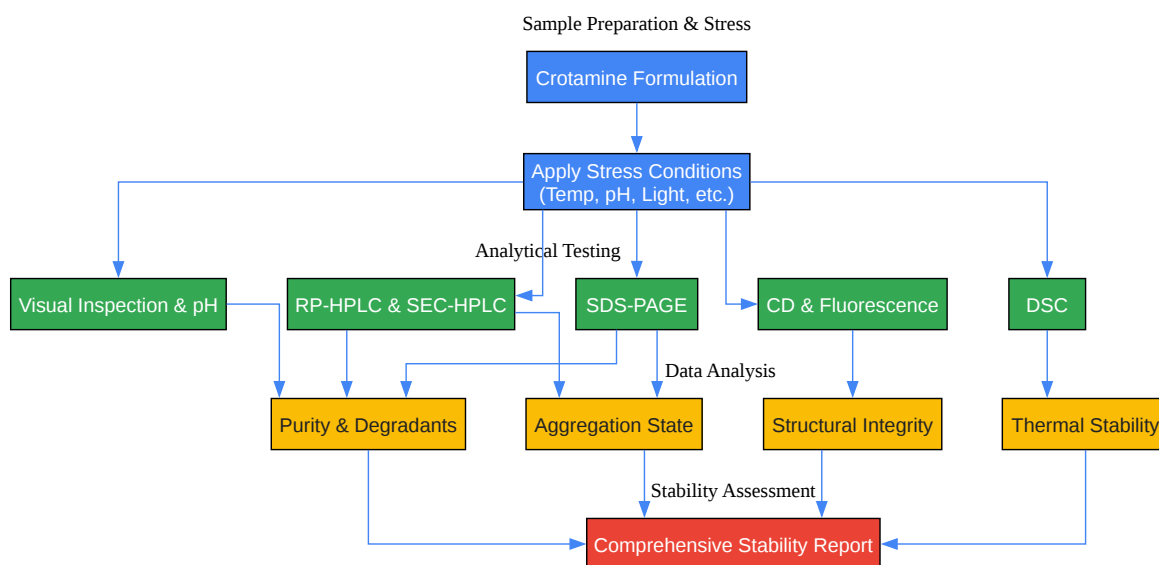 Sample Preparation & Stress
Crotamine Formulation
Apply Stress Conditions
(Temp, pH, Light, etc.)
Analytical Testing
Visual Inspection & pH
RP-HPLC & SEC-HPLC
SDS-PAGE
CD & Fluorescence
DSC
Data Analysis
Purity & Degradants
Aggregation State
Structural Integrity
Thermal Stability
Stability Assessment
Comprehensive Stability Report